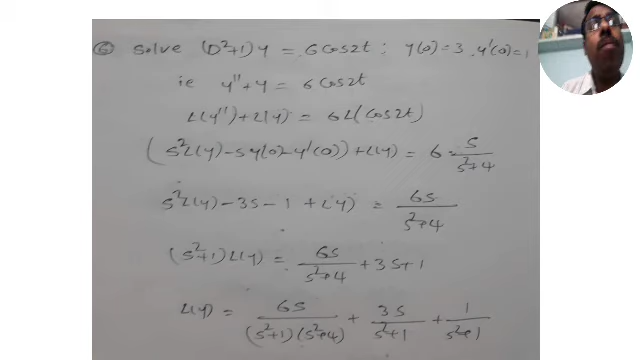 ⑥ Solve (D²+1)y = 6cos2t; y(0)=3, y'(0)=1
ie y''+y = 6cos2t
L(y'')+L(y) = 6L(cos2t)
(s²L(y)-sy(0)-y'(0))+L(y) = 6·s/(s²+4)
s²L(y)-3s-1+L(y) = 6s/(s²+4)
(s²+1)L(y) = 6s/(s²+4) + 3s+1
L(y) = 6s/((s²+1)(s²+4)) + 3s/(s²+1) + 1/(s²+1)